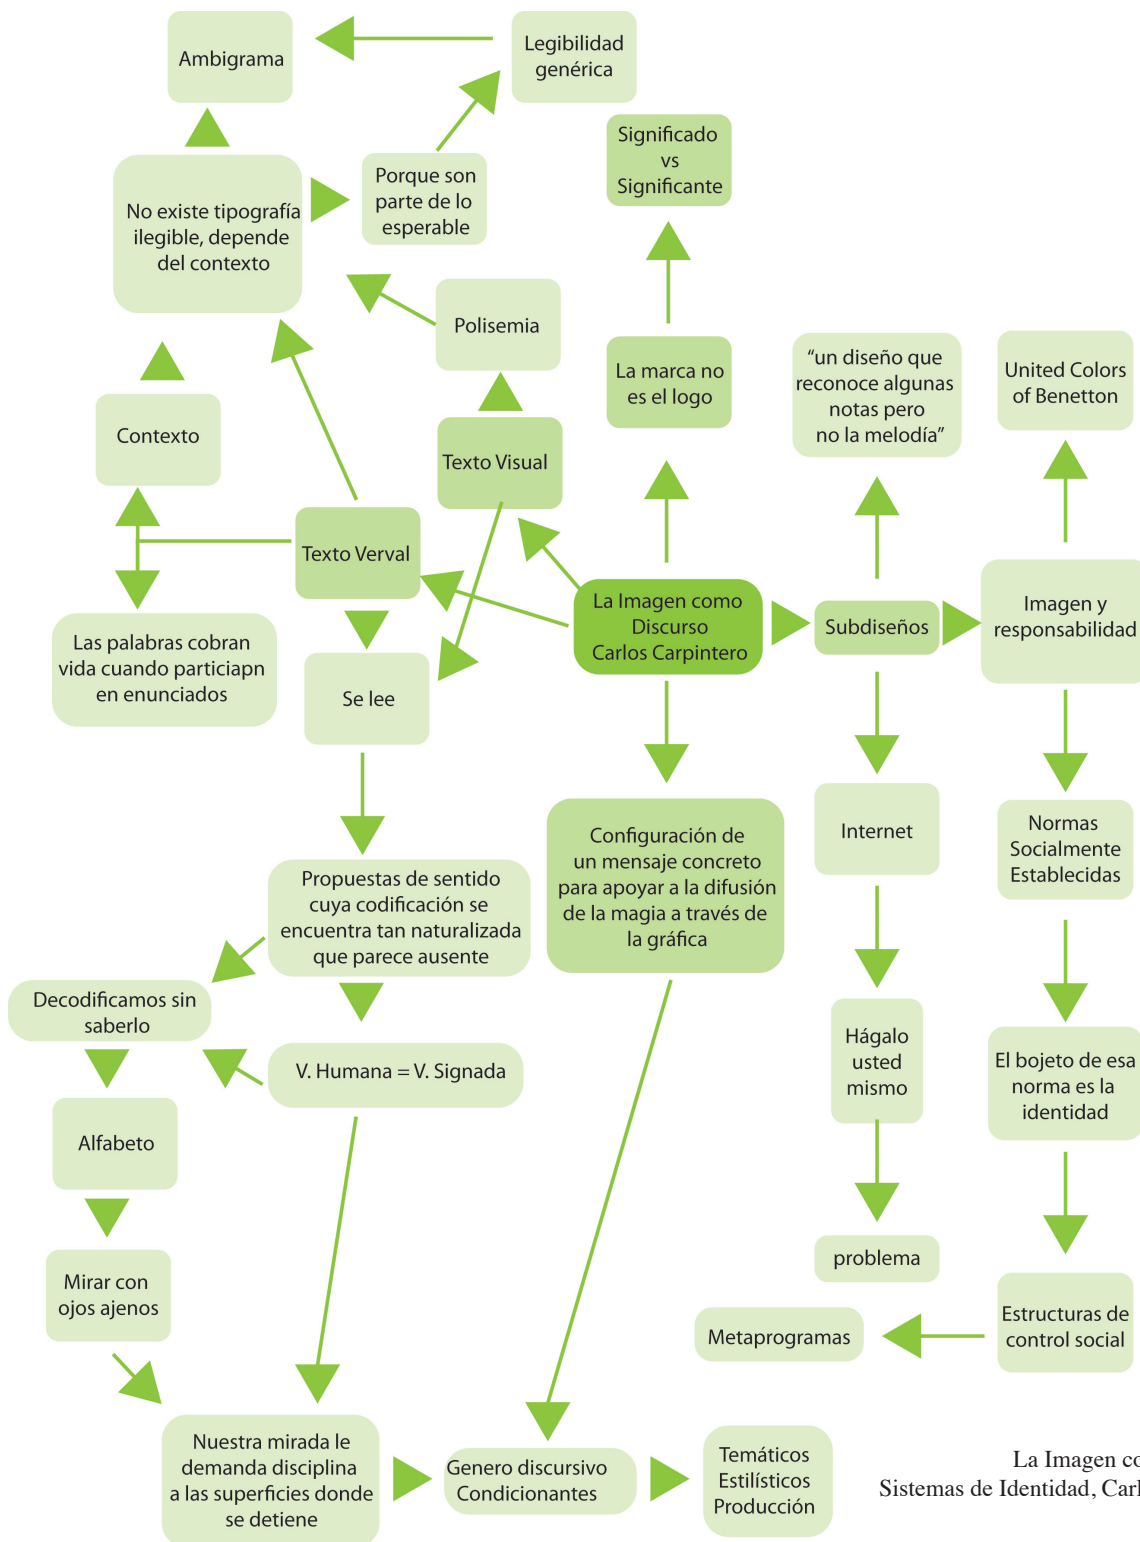 Ambigrama
Legibilidad
genérica
Significado
vs
Significante
No existe tipografía
ilegible, depende
del contexto
Porque son
parte de lo
esperable
Polisemia
La marca no
es el logo
“un diseño que
reconoce algunas
notas pero
no la melodía”
United Colors
of Benetton
Contexto
Texto Visual
Texto Verval
La Imagen como
Discurso
Carlos Carpintero
Subdiseños
Imagen y
responsabilidad
Las palabras cobran
vida cuando particiapn
en enunciados
Se lee
Configuración de
un mensaje concreto
para apoyar a la difusión
de la magia a través de
la gráfica
Internet
Normas
Socialmente
Establecidas
Propuestas de sentido
cuya codificación se
encuentra tan naturalizada
que parece ausente
Decodificamos sin
saberlo
V. Humana = V. Signada
Hágalo
usted
mismo
El bojeto de esa
norma es la
identidad
Alfabeto
Mirar con
ojos ajenos
problema
Metaprogramas
Estructuras de
control social
Nuestra mirada le
demanda disciplina
a las superficies donde
se detiene
Genero discursivo
Condicionantes
Temáticos
Estilísticos
Producción
La Imagen co
Sistemas de Identidad, Carl